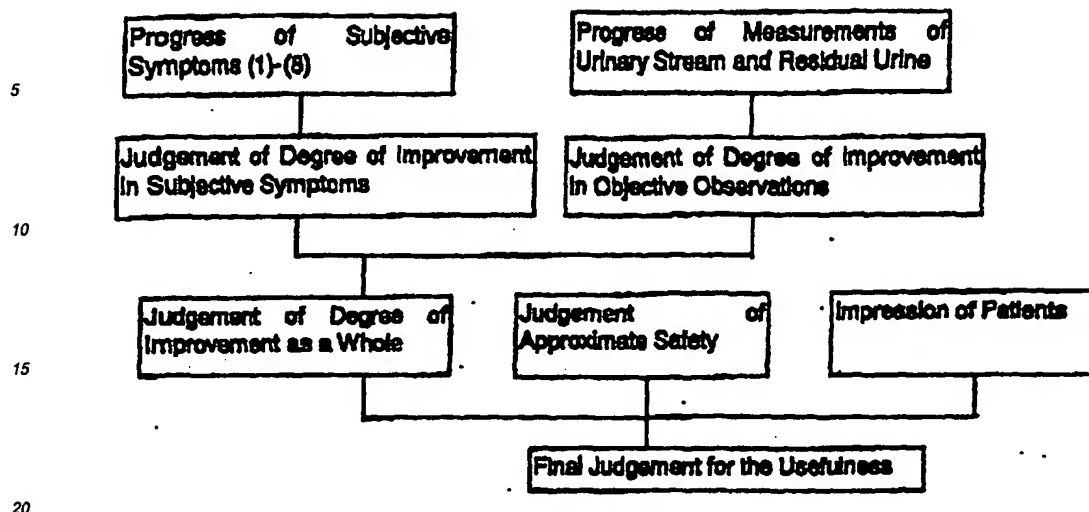 Progress of Subjective
Symptoms (1)-(8)
Progress of Measurements of
Urinary Stream and Residual Urine
5
Judgement of Degree of Improvement
in Subjective Symptoms
Judgement of Degree of Improvement
in Objective Observations
10
Judgement of Degree of
Improvement as a Whole
Judgement of
Approximate Safety
Impression of Patients
15
Final Judgement for the Usefulness
20